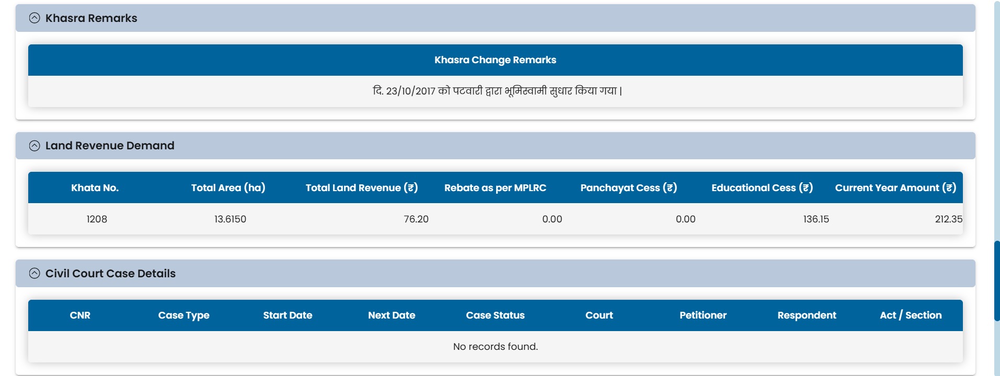 Khasra Remarks
Khasra Change Remarks
दि. 23/10/2017 को पटवारी द्वारा भूमिस्वामी सुधार किया गया |
Land Revenue Demand
Khata No. Total Area (ha) Total Land Revenue (₹) Rebate as per MPLRC Panchayat Cess (₹) Educational Cess (₹) Current Year Amount (₹)
1208 13.6150 76.20 0.00 0.00 136.15 212.35
Civil Court Case Details
CNR Case Type Start Date Next Date Case Status Court Petitioner Respondent Act / Section
No records found.